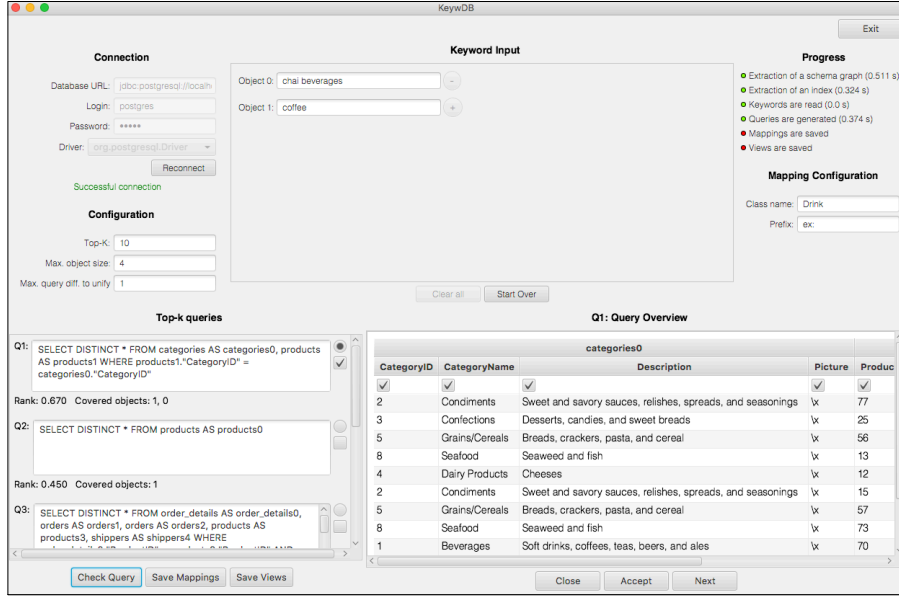 KeywDB
Exit
Connection
Database URL: jdbc:postgresql://localh
Login: postgres
Password: •••••
Driver: org.postgresql.Driver
Reconnect
Successful connection
Configuration
Top-K: 10
Max. object size: 4
Max. query diff. to unify 1
Keyword Input
Object 0: chai beverages -
Object 1: coffee +
Clear all Start Over
Progress
Extraction of a schema graph (0.511 s)
Extraction of an index (0.324 s)
Keywords are read (0.0 s)
Queries are generated (0.374 s)
Mappings are saved
Views are saved
Mapping Configuration
Class name: Drink
Prefix: ex:
Top-k queries
Q1: SELECT DISTINCT * FROM categories AS categories0, products
AS products1 WHERE products1."CategoryID" =
categories0."CategoryID"
Rank: 0.670 Covered objects: 1, 0
Q2: SELECT DISTINCT * FROM products AS products0
Rank: 0.450 Covered objects: 1
Q3: SELECT DISTINCT * FROM order_details AS order_details0,
orders AS orders1, orders AS orders2, products AS
products3, shippers AS shippers4 WHERE
Check Query Save Mappings Save Views
Q1: Query Overview
categories0
CategoryID CategoryName Description Picture Produc
2 Condiments Sweet and savory sauces, relishes, spreads, and seasonings \x 77
3 Confections Desserts, candies, and sweet breads \x 25
5 Grains/Cereals Breads, crackers, pasta, and cereal \x 56
8 Seafood Seaweed and fish \x 13
4 Dairy Products Cheeses \x 12
2 Condiments Sweet and savory sauces, relishes, spreads, and seasonings \x 15
5 Grains/Cereals Breads, crackers, pasta, and cereal \x 57
8 Seafood Seaweed and fish \x 73
1 Beverages Soft drinks, coffees, teas, beers, and ales \x 70
Close Accept Next